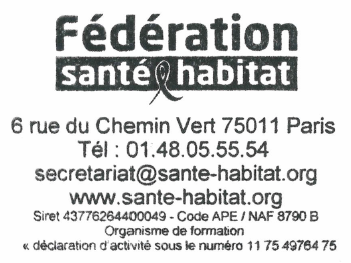 Fédération
santé habitat
6 rue du Chemin Vert 75011 Paris
Tél : 01.48.05.55.54
secretariat@sante-habitat.org
www.sante-habitat.org
Siret 43776264400049 - Code APE / NAF 8790 B
Organisme de formation
« déclaration d'activité sous le numéro 11 75 49764 75